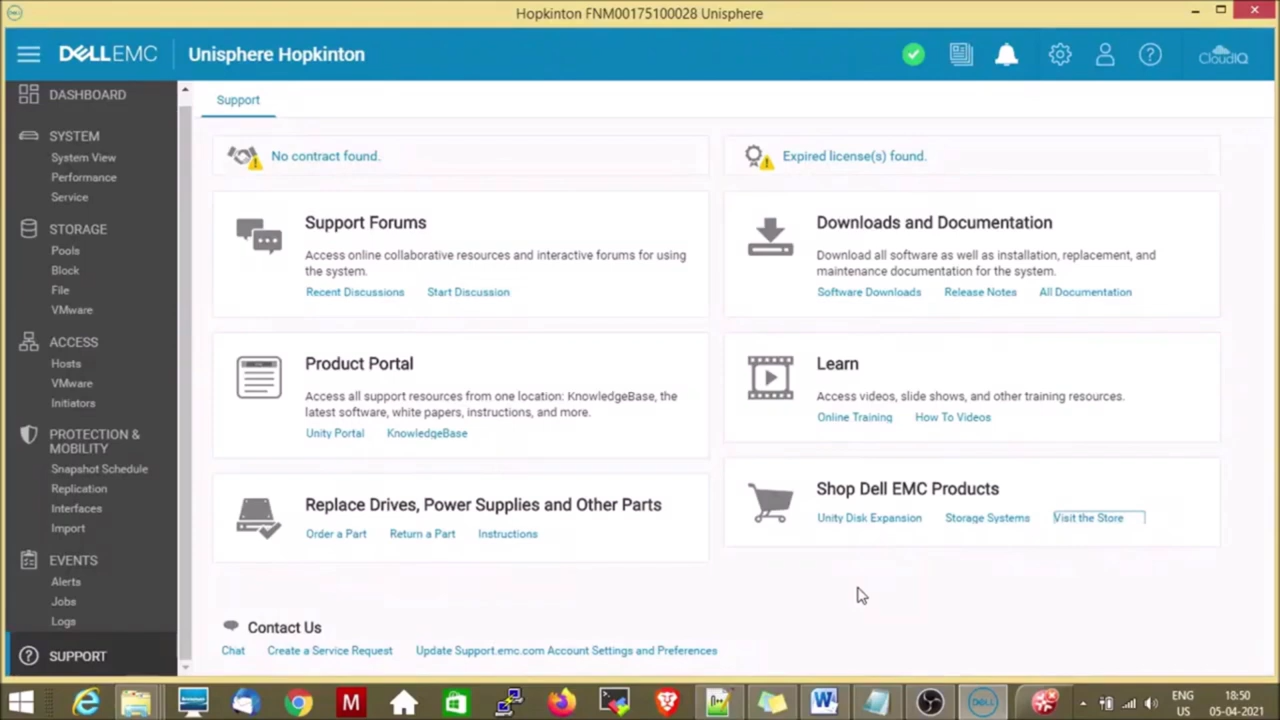 Hopkinton FNM00175100028 Unisphere
DELLEMC
Unisphere Hopkinton
CloudIQ
DASHBOARD
SYSTEM
System View
Performance
Service
STORAGE
Pools
Block
File
VMware
ACCESS
Hosts
VMware
Initiators
PROTECTION &
MOBILITY
Snapshot Schedule
Replication
Interfaces
Import
EVENTS
Alerts
Jobs
Logs
SUPPORT
Support
No contract found.
Expired license(s) found.
Support Forums
Access online collaborative resources and interactive forums for using
the system.
Recent Discussions Start Discussion
Downloads and Documentation
Download all software as well as installation, replacement, and
maintenance documentation for the system.
Software Downloads Release Notes All Documentation
Product Portal
Access all support resources from one location: KnowledgeBase, the
latest software, white papers, instructions, and more.
Unity Portal KnowledgeBase
Learn
Access videos, slide shows, and other training resources.
Online Training How To Videos
Replace Drives, Power Supplies and Other Parts
Order a Part Return a Part Instructions
Shop Dell EMC Products
Unity Disk Expansion Storage Systems Visit the Store
Contact Us
Chat Create a Service Request Update Support.emc.com Account Settings and Preferences
M
DELL
ENG
US
18:50
05-04-2021